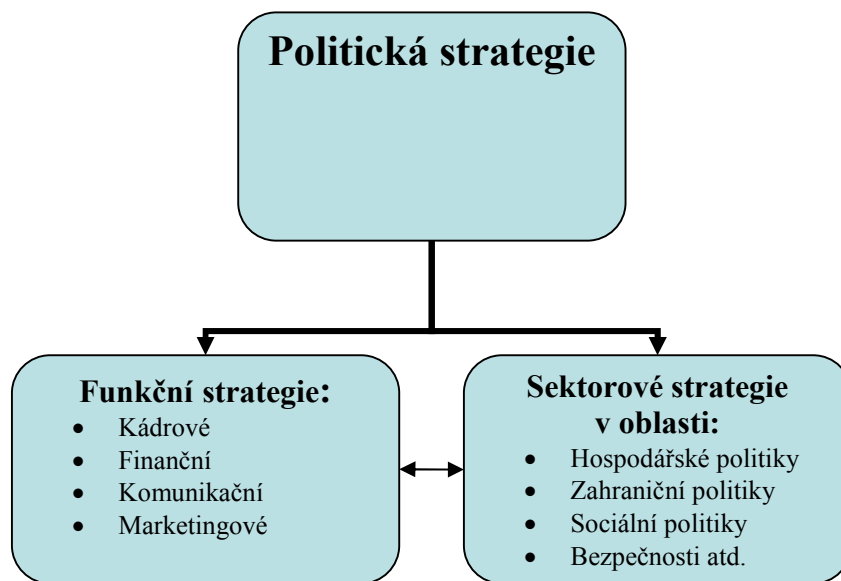 Politická strategie
Funkční strategie:
• Kádrové
• Finanční
• Komunikační
• Marketingové
Sektorové strategie
v oblasti:
• Hospodářské politiky
• Zahraniční politiky
• Sociální politiky
• Bezpečnosti atd.